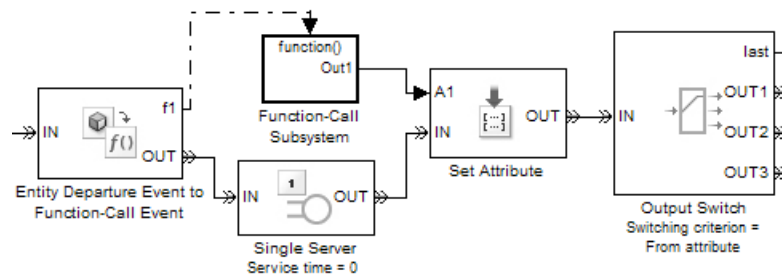 function()
Out1
last
f1
A1
OUT1
IN
f()
OUT
Function-Call
Subsystem
IN
[...]
OUT
IN
OUT2
OUT3
Entity Departure Event to
Function-Call Event
IN
1
OUT
Set Attribute
Single Server
Service time = 0
Output Switch
Switching criterion =
From attribute